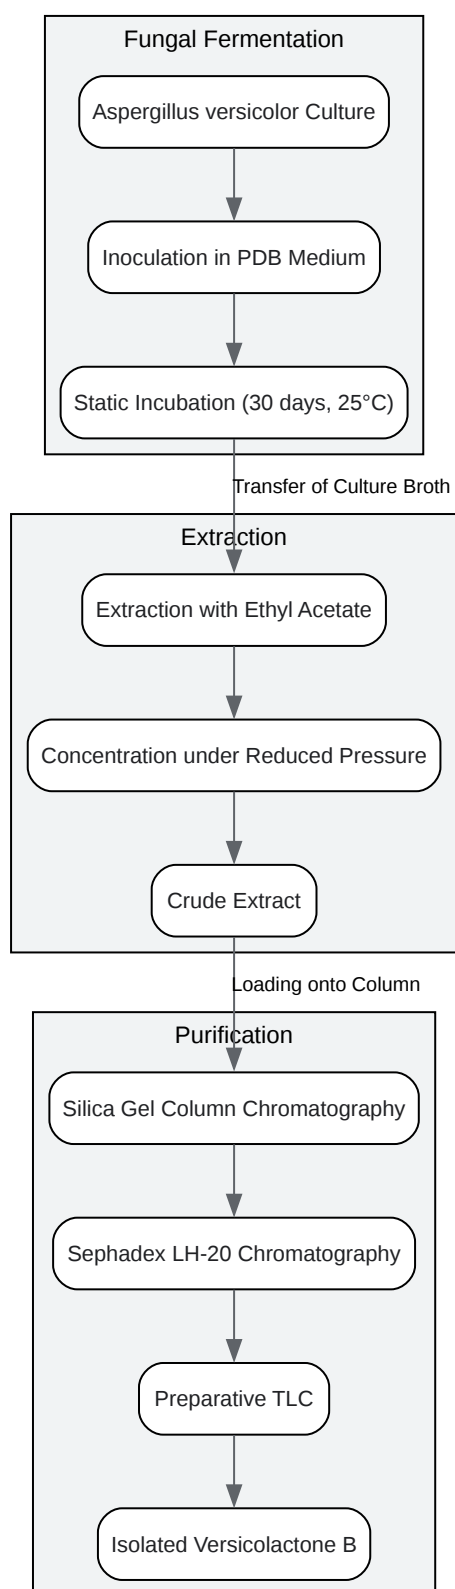 Fungal Fermentation
Aspergillus versicolor Culture
Inoculation in PDB Medium
Static Incubation (30 days, 25°C)
Transfer of Culture Broth
Extraction
Extraction with Ethyl Acetate
Concentration under Reduced Pressure
Crude Extract
Loading onto Column
Purification
Silica Gel Column Chromatography
Sephadex LH-20 Chromatography
Preparative TLC
Isolated Versicolactone B